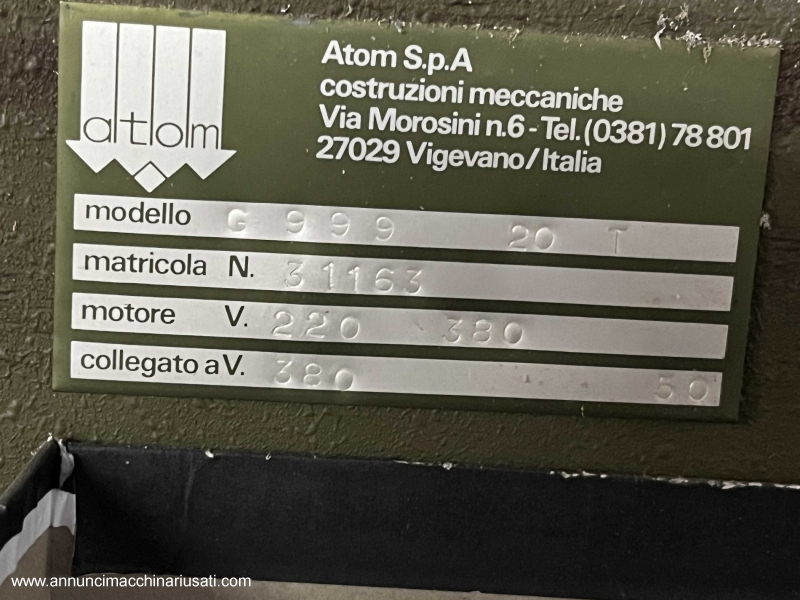 atom
Atom S.p.A
costruzioni meccaniche
Via Morosini n.6 - Tel. (0381) 78 801
27029 Vigevano / Italia
modello G 999 20 T
matricola N. 31163
motore V. 220 380
collegato a V. 380 50
www.annuncimacchinariusati.com